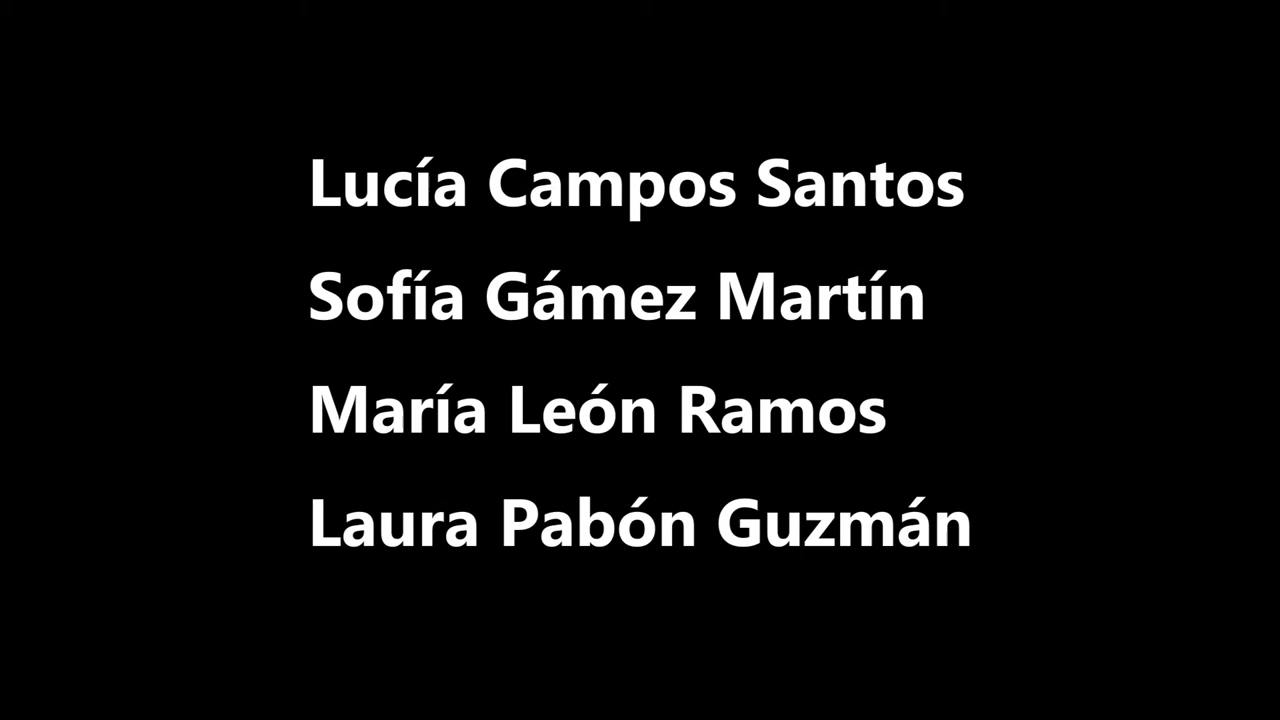 Lucía Campos Santos
Sofía Gámez Martín
María León Ramos
Laura Pabón Guzmán